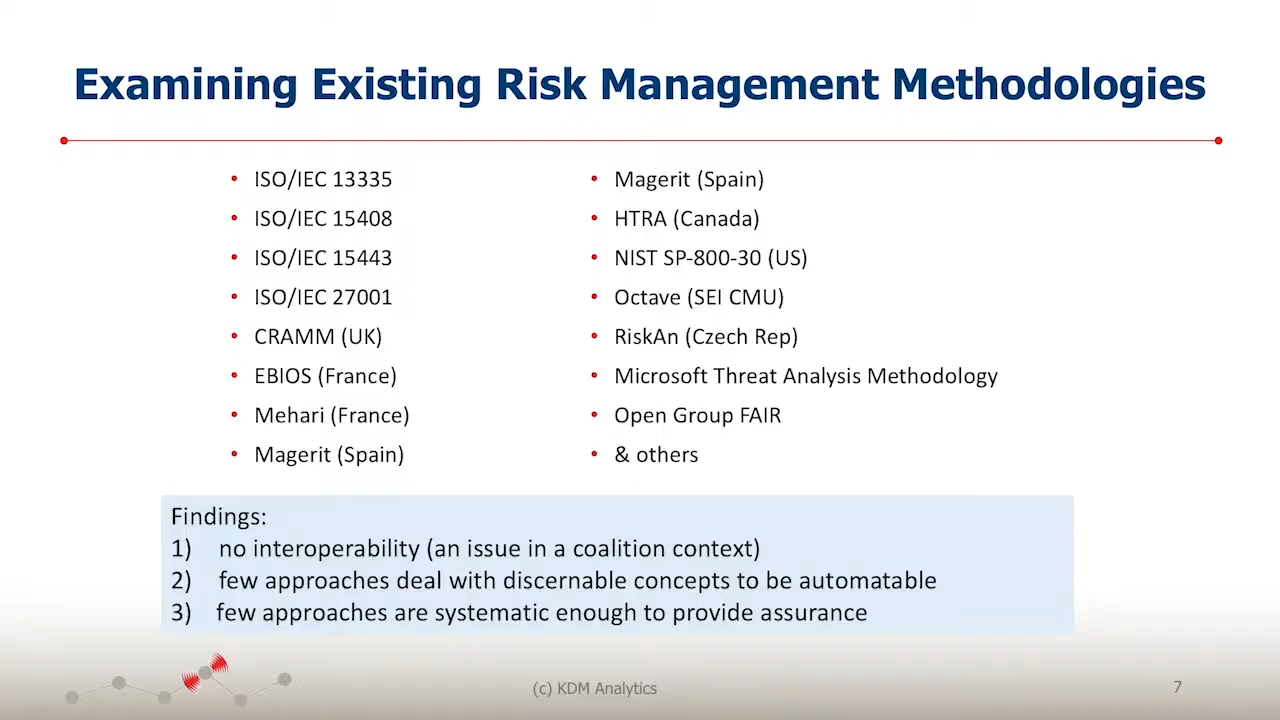 Examining Existing Risk Management Methodologies
• ISO/IEC 13335
• ISO/IEC 15408
• ISO/IEC 15443
• ISO/IEC 27001
• CRAMM (UK)
• EBIOS (France)
• Mehari (France)
• Magerit (Spain)
• Magerit (Spain)
• HTRA (Canada)
• NIST SP-800-30 (US)
• Octave (SEI CMU)
• RiskAn (Czech Rep)
• Microsoft Threat Analysis Methodology
• Open Group FAIR
• & others
Findings:
1) no interoperability (an issue in a coalition context)
2) few approaches deal with discernable concepts to be automatable
3) few approaches are systematic enough to provide assurance
(c) KDM Analytics
7